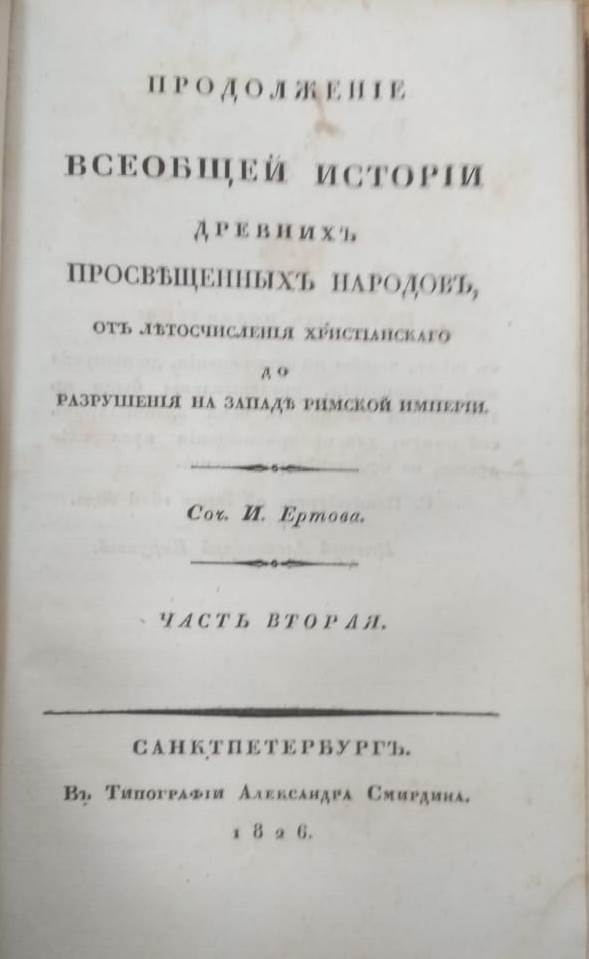 ПРОДОЛЖЕНІЕ
ВСЕОБЩЕЙ ИСТОРІИ
ДРЕВНИХЪ
ПРОСВѢЩЕННЫХЪ НАРОДОВЪ,
ОТЪ ЛѢТОСЧИСЛЕНІЯ ХРИСТІАНСКАГО
ДО
РАЗРУШЕНІЯ НА ЗАПАДѢ РИМСКОЙ ИМПЕРІИ.
Соч. И. Ертова.
ЧАСТЬ ВТОРАЯ.
САНКТПЕТЕРБУРГЪ.
Въ Типографіи Александра Смирдина.
1826.